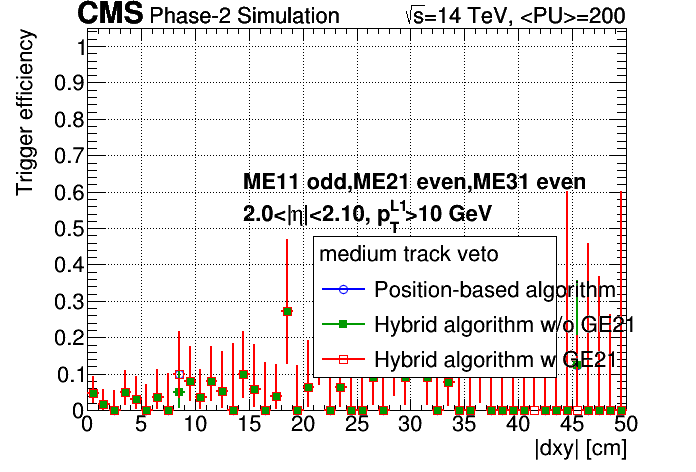 CMS Phase-2 Simulation √s=14 TeV, <PU>=200
Trigger efficiency
1
0.9
0.8
0.7
0.6
0.5
0.4
0.3
0.2
0.1
0
ME11 odd,ME21 even,ME31 even
2.0<|η|<2.10, p_T^L1>10 GeV
medium track veto
Position-based algorithm
Hybrid algorithm w/o GE21
Hybrid algorithm w GE21
0 5 10 15 20 25 30 35 40 45 50
|dxy| [cm]